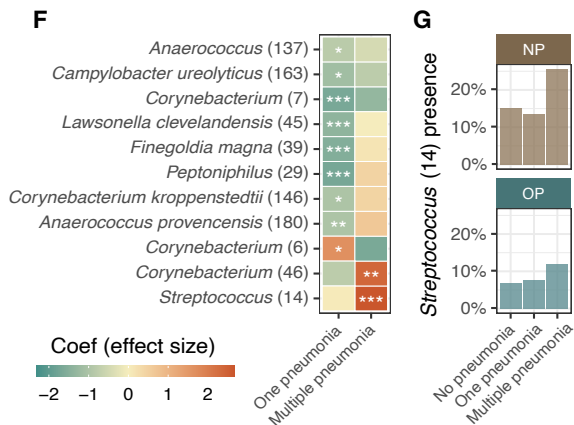 F
Anaerococcus (137)
Campylobacter ureolyticus (163)
Corynebacterium (7)
Lawsonella clevelandensis (45)
Finegoldia magna (39)
Peptoniphilus (29)
Corynebacterium kroppenstedtii (146)
Anaerococcus provencensis (180)
Corynebacterium (6)
Corynebacterium (46)
Streptococcus (14)
*
*
***
***
***
***
*
**
*
**
***
One pneumonia
Multiple pneumonia
Coef (effect size)
−2 −1 0 1 2
G
Streptococcus (14) presence
NP
20%
10%
0%
OP
20%
10%
0%
No pneumonia
One pneumonia
Multiple pneumonia